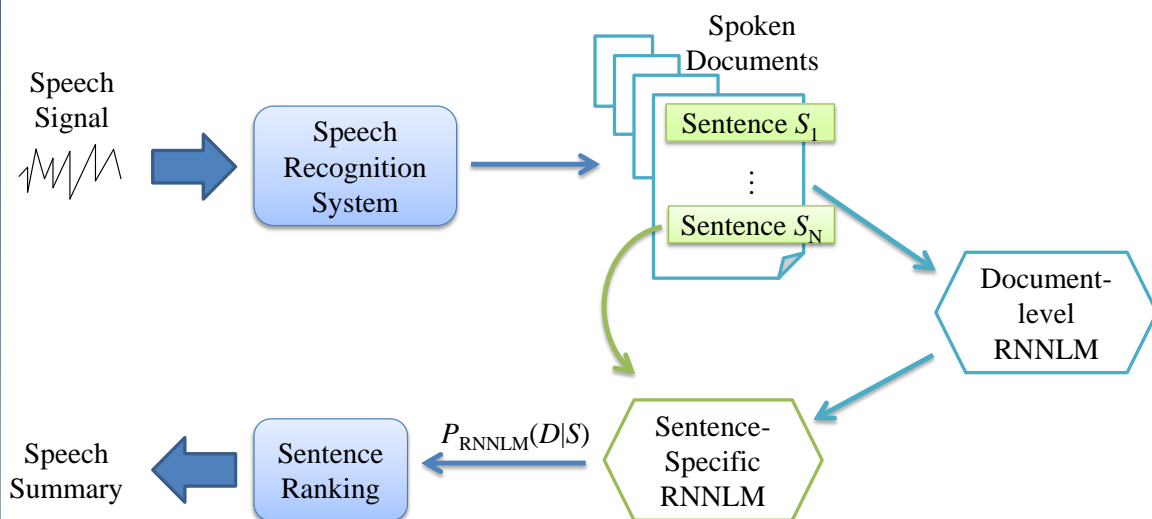 Speech
Signal
Speech
Recognition
System
Spoken
Documents
Sentence S1
⋮
Sentence SN
Document-
level
RNNLM
Sentence-
Specific
RNNLM
PRNNLM(D|S)
Sentence
Ranking
Speech
Summary